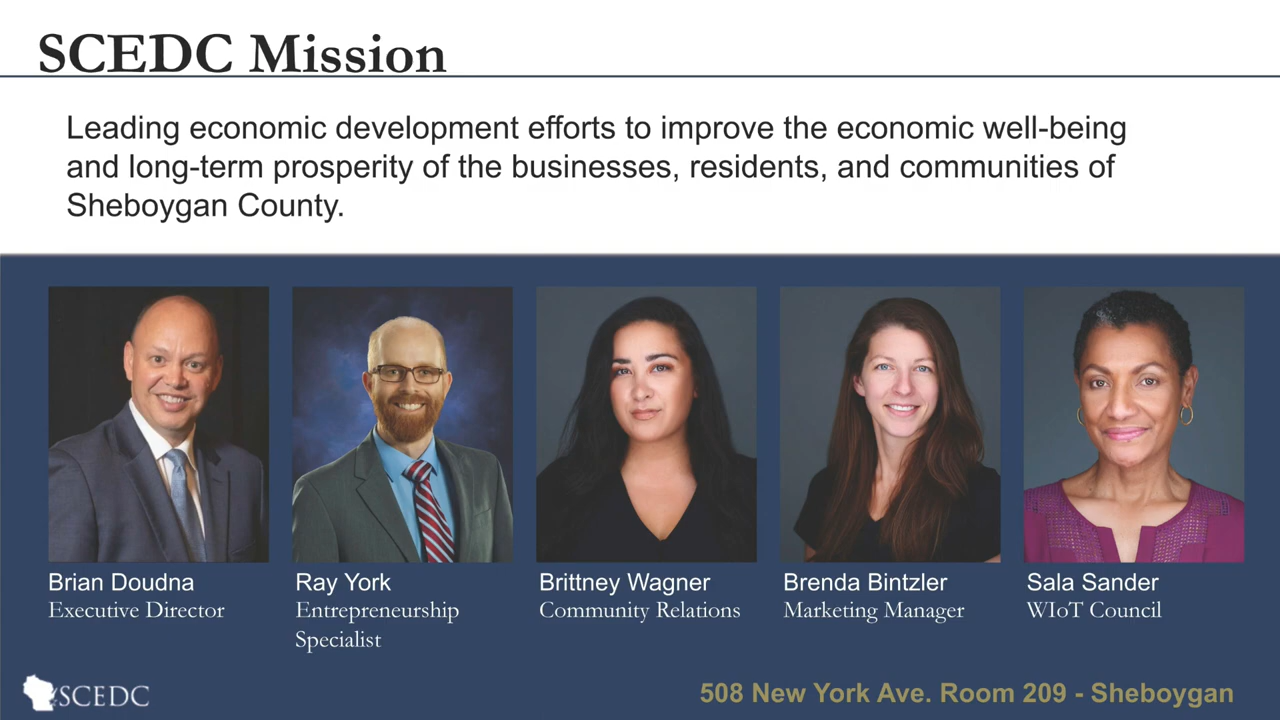 SCEDC Mission
Leading economic development efforts to improve the economic well-being
and long-term prosperity of the businesses, residents, and communities of
Sheboygan County.
Brian Doudna
Executive Director
Ray York
Entrepreneurship
Specialist
Brittney Wagner
Community Relations
Brenda Bintzler
Marketing Manager
Sala Sander
WIoT Council
SCEDC
508 New York Ave. Room 209 - Sheboygan